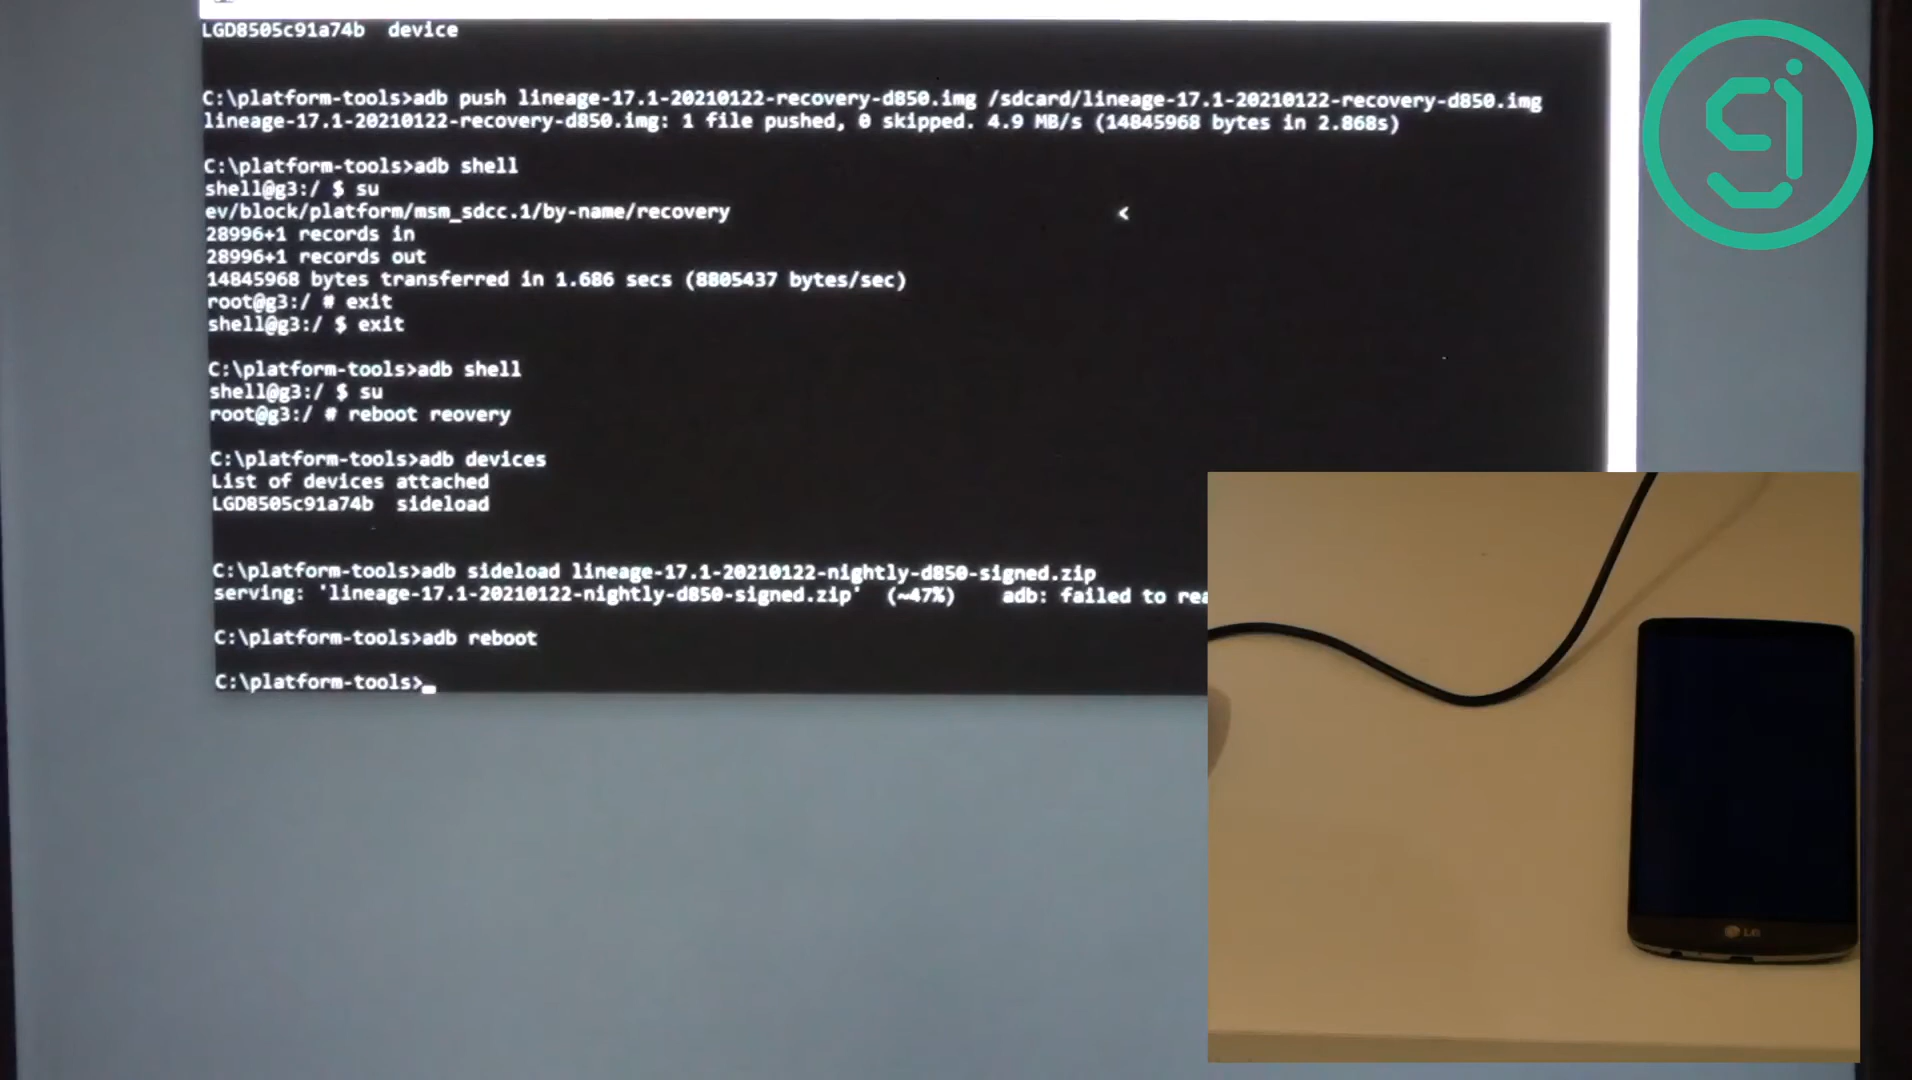 LGD8505c91a74b device
C:\platform-tools>adb push lineage-17.1-20210122-recovery-d850.img /sdcard/lineage-17.1-20210122-recovery-d850.img
lineage-17.1-20210122-recovery-d850.img: 1 file pushed, 0 skipped. 4.9 MB/s (14845968 bytes in 2.868s)
C:\platform-tools>adb shell
shell@g3:/ $ su
ev/block/platform/msm_sdcc.1/by-name/recovery <
28996+1 records in
28996+1 records out
14845968 bytes transferred in 1.686 secs (8805437 bytes/sec)
root@g3:/ # exit
shell@g3:/ $ exit
C:\platform-tools>adb shell
shell@g3:/ $ su
root@g3:/ # reboot reovery
C:\platform-tools>adb devices
List of devices attached
LGD8505c91a74b sideload
C:\platform-tools>adb sideload lineage-17.1-20210122-nightly-d850-signed.zip
serving: 'lineage-17.1-20210122-nightly-d850-signed.zip' (~47%) adb: failed to rea
C:\platform-tools>adb reboot
C:\platform-tools>_
LG
gj